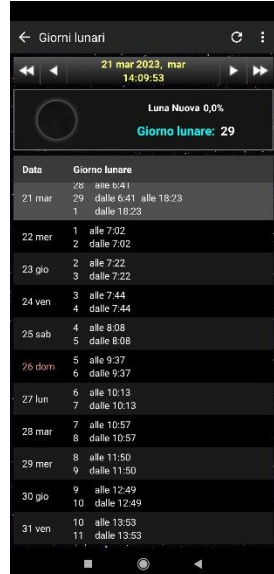 Giorni lunari
21 mar 2023, mar
14:09:53
Luna Nuova 0,0%
Giorno lunare: 29
Data Giorno lunare
28 alle 6:41
21 mar 29 dalle 6:41 alle 18:23
1 dalle 18:23
22 mer 1 alle 7:02
2 dalle 7:02
23 gio 2 alle 7:22
3 dalle 7:22
24 ven 3 alle 7:44
4 dalle 7:44
25 sab 4 alle 8:08
5 dalle 8:08
26 dom 5 alle 9:37
6 dalle 9:37
27 lun 6 alle 10:13
7 dalle 10:13
28 mar 7 alle 10:57
8 dalle 10:57
29 mer 8 alle 11:50
9 dalle 11:50
30 gio 9 alle 12:49
10 dalle 12:49
31 ven 10 alle 13:53
11 dalle 13:53